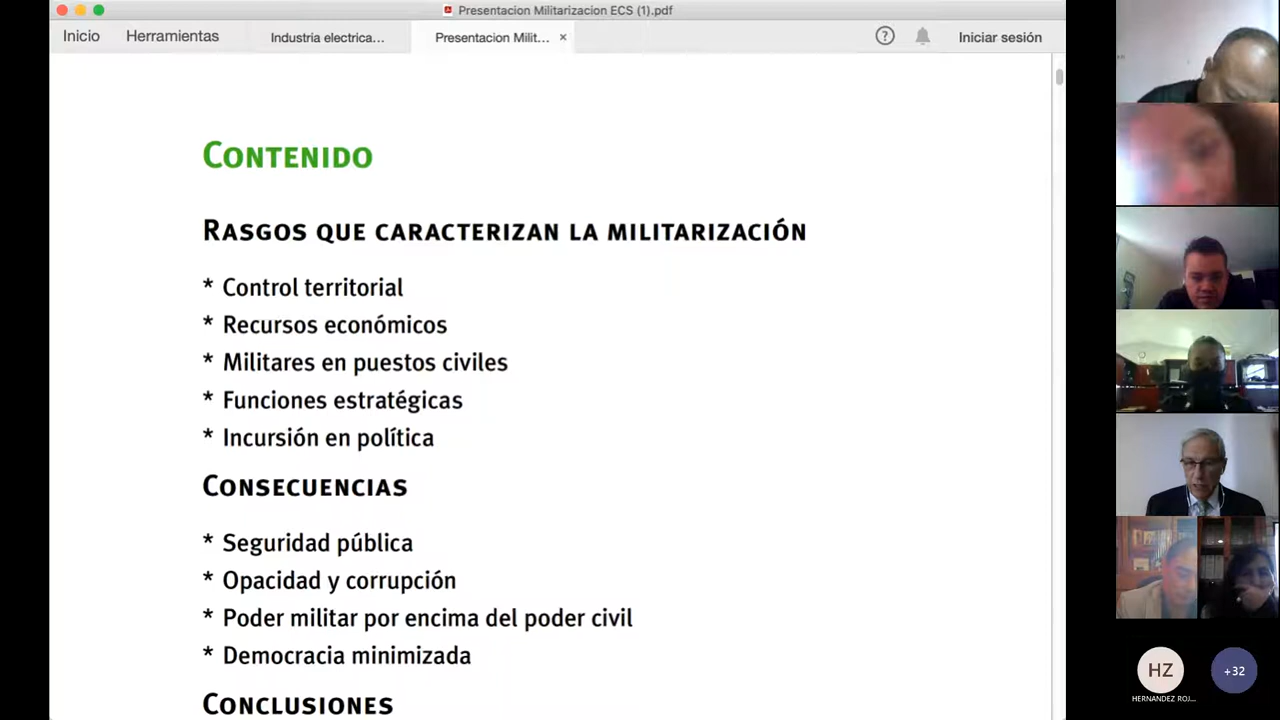 Presentacion Militarizacion ECS (1).pdf
Inicio
Herramientas
Industria electrica...
Presentacion Milit...
×
?
Iniciar sesión
CONTENIDO
RASGOS QUE CARACTERIZAN LA MILITARIZACIÓN
* Control territorial
* Recursos económicos
* Militares en puestos civiles
* Funciones estratégicas
* Incursión en política
CONSECUENCIAS
* Seguridad pública
* Opacidad y corrupción
* Poder militar por encima del poder civil
* Democracia minimizada
CONCLUSIONES
HZ
HERNANDEZ ROJ...
+32